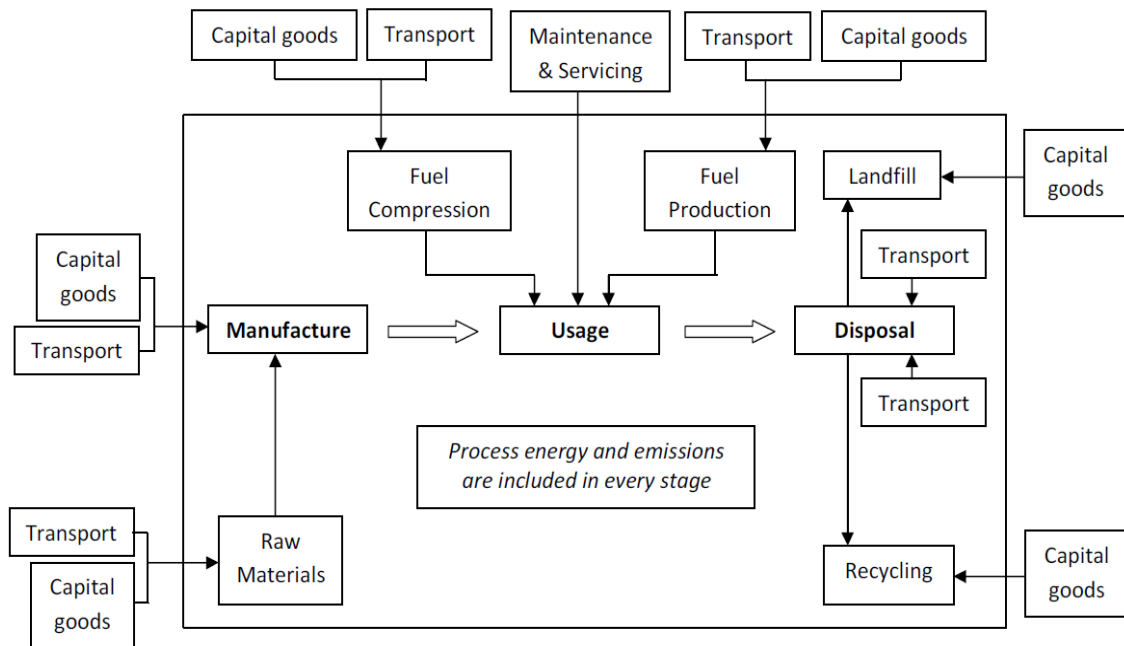 Capital goods
Transport
Maintenance
& Servicing
Transport
Capital goods
Fuel
Compression
Fuel
Production
Landfill
Capital
goods
Capital
goods
Transport
Transport
Manufacture
Usage
Disposal
Transport
Process energy and emissions
are included in every stage
Transport
Capital
goods
Raw
Materials
Recycling
Capital
goods